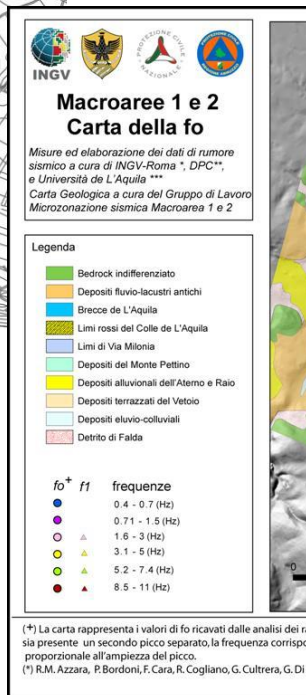 INGV
PROTEZIONE CIVILE
NAZIONALE
Macroaree 1 e 2
Carta della fo
Misure ed elaborazione dei dati di rumore
sismico a cura di INGV-Roma *, DPC**,
e Università de L'Aquila ***
Carta Geologica a cura del Gruppo di Lavoro
Microzonazione sismica Macroarea 1 e 2
Legenda
Bedrock indifferenziato
Depositi fluvio-lacustri antichi
Brecce de L'Aquila
Limi rossi del Colle de L'Aquila
Limi di Via Milonia
Depositi del Monte Pettino
Depositi alluvionali dell'Aterno e Raio
Depositi terrazzati del Vetoio
Depositi eluvio-colluviali
Detrito di Falda
fo+ f1 frequenze
0.4 - 0.7 (Hz)
0.71 - 1.5 (Hz)
1.6 - 3 (Hz)
3.1 - 5 (Hz)
5.2 - 7.4 (Hz)
8.5 - 11 (Hz)
0
(+) La carta rappresenta i valori di fo ricavati dalle analisi dei ra
sia presente un secondo picco separato, la frequenza corrispo
proporzionale all'ampiezza del picco.
(*) R.M. Azzara, P. Bordoni, F. Cara, R. Cogliano, G. Cultrera, G. Di